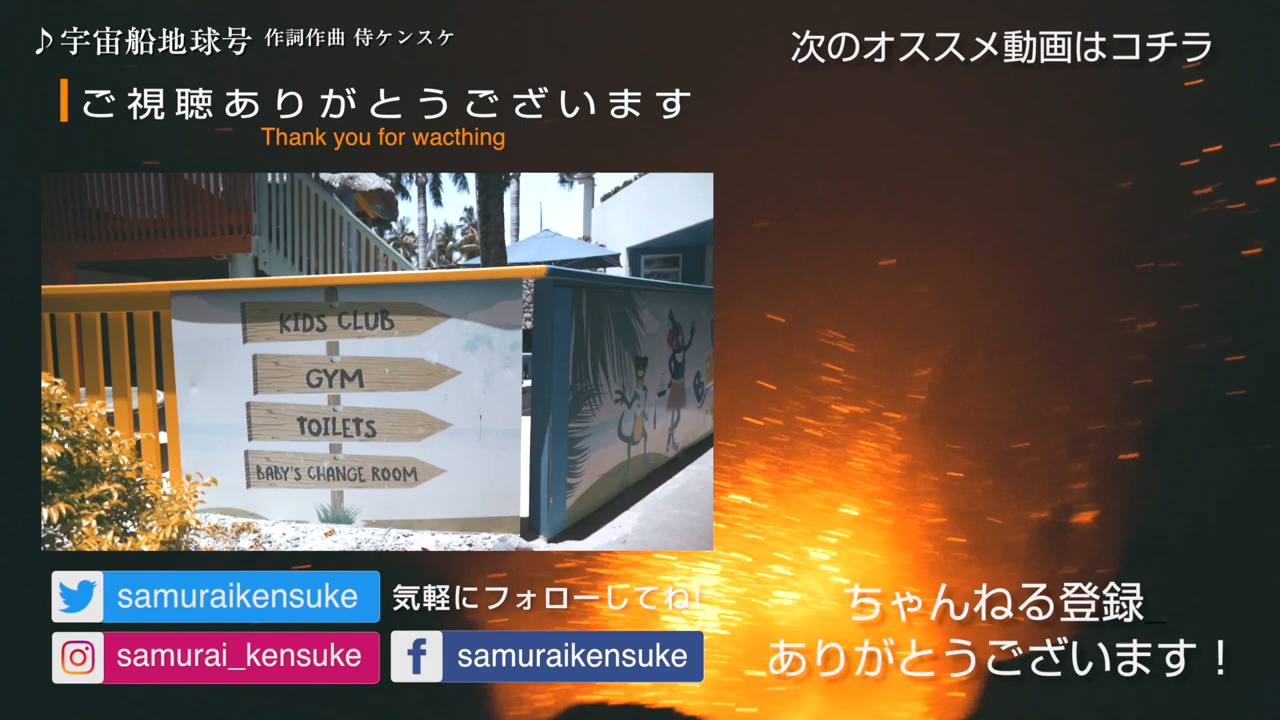 ♪宇宙船地球号 作詞作曲 侍ケンスケ
次のオススメ動画はコチラ
ご視聴ありがとうございます
Thank you for wacthing
KIDS CLUB
GYM
TOILETS
BABY'S CHANGE ROOM
samuraikensuke
気軽にフォローしてね!
samurai_kensuke
samuraikensuke
ちゃんねる登録
ありがとうございます！